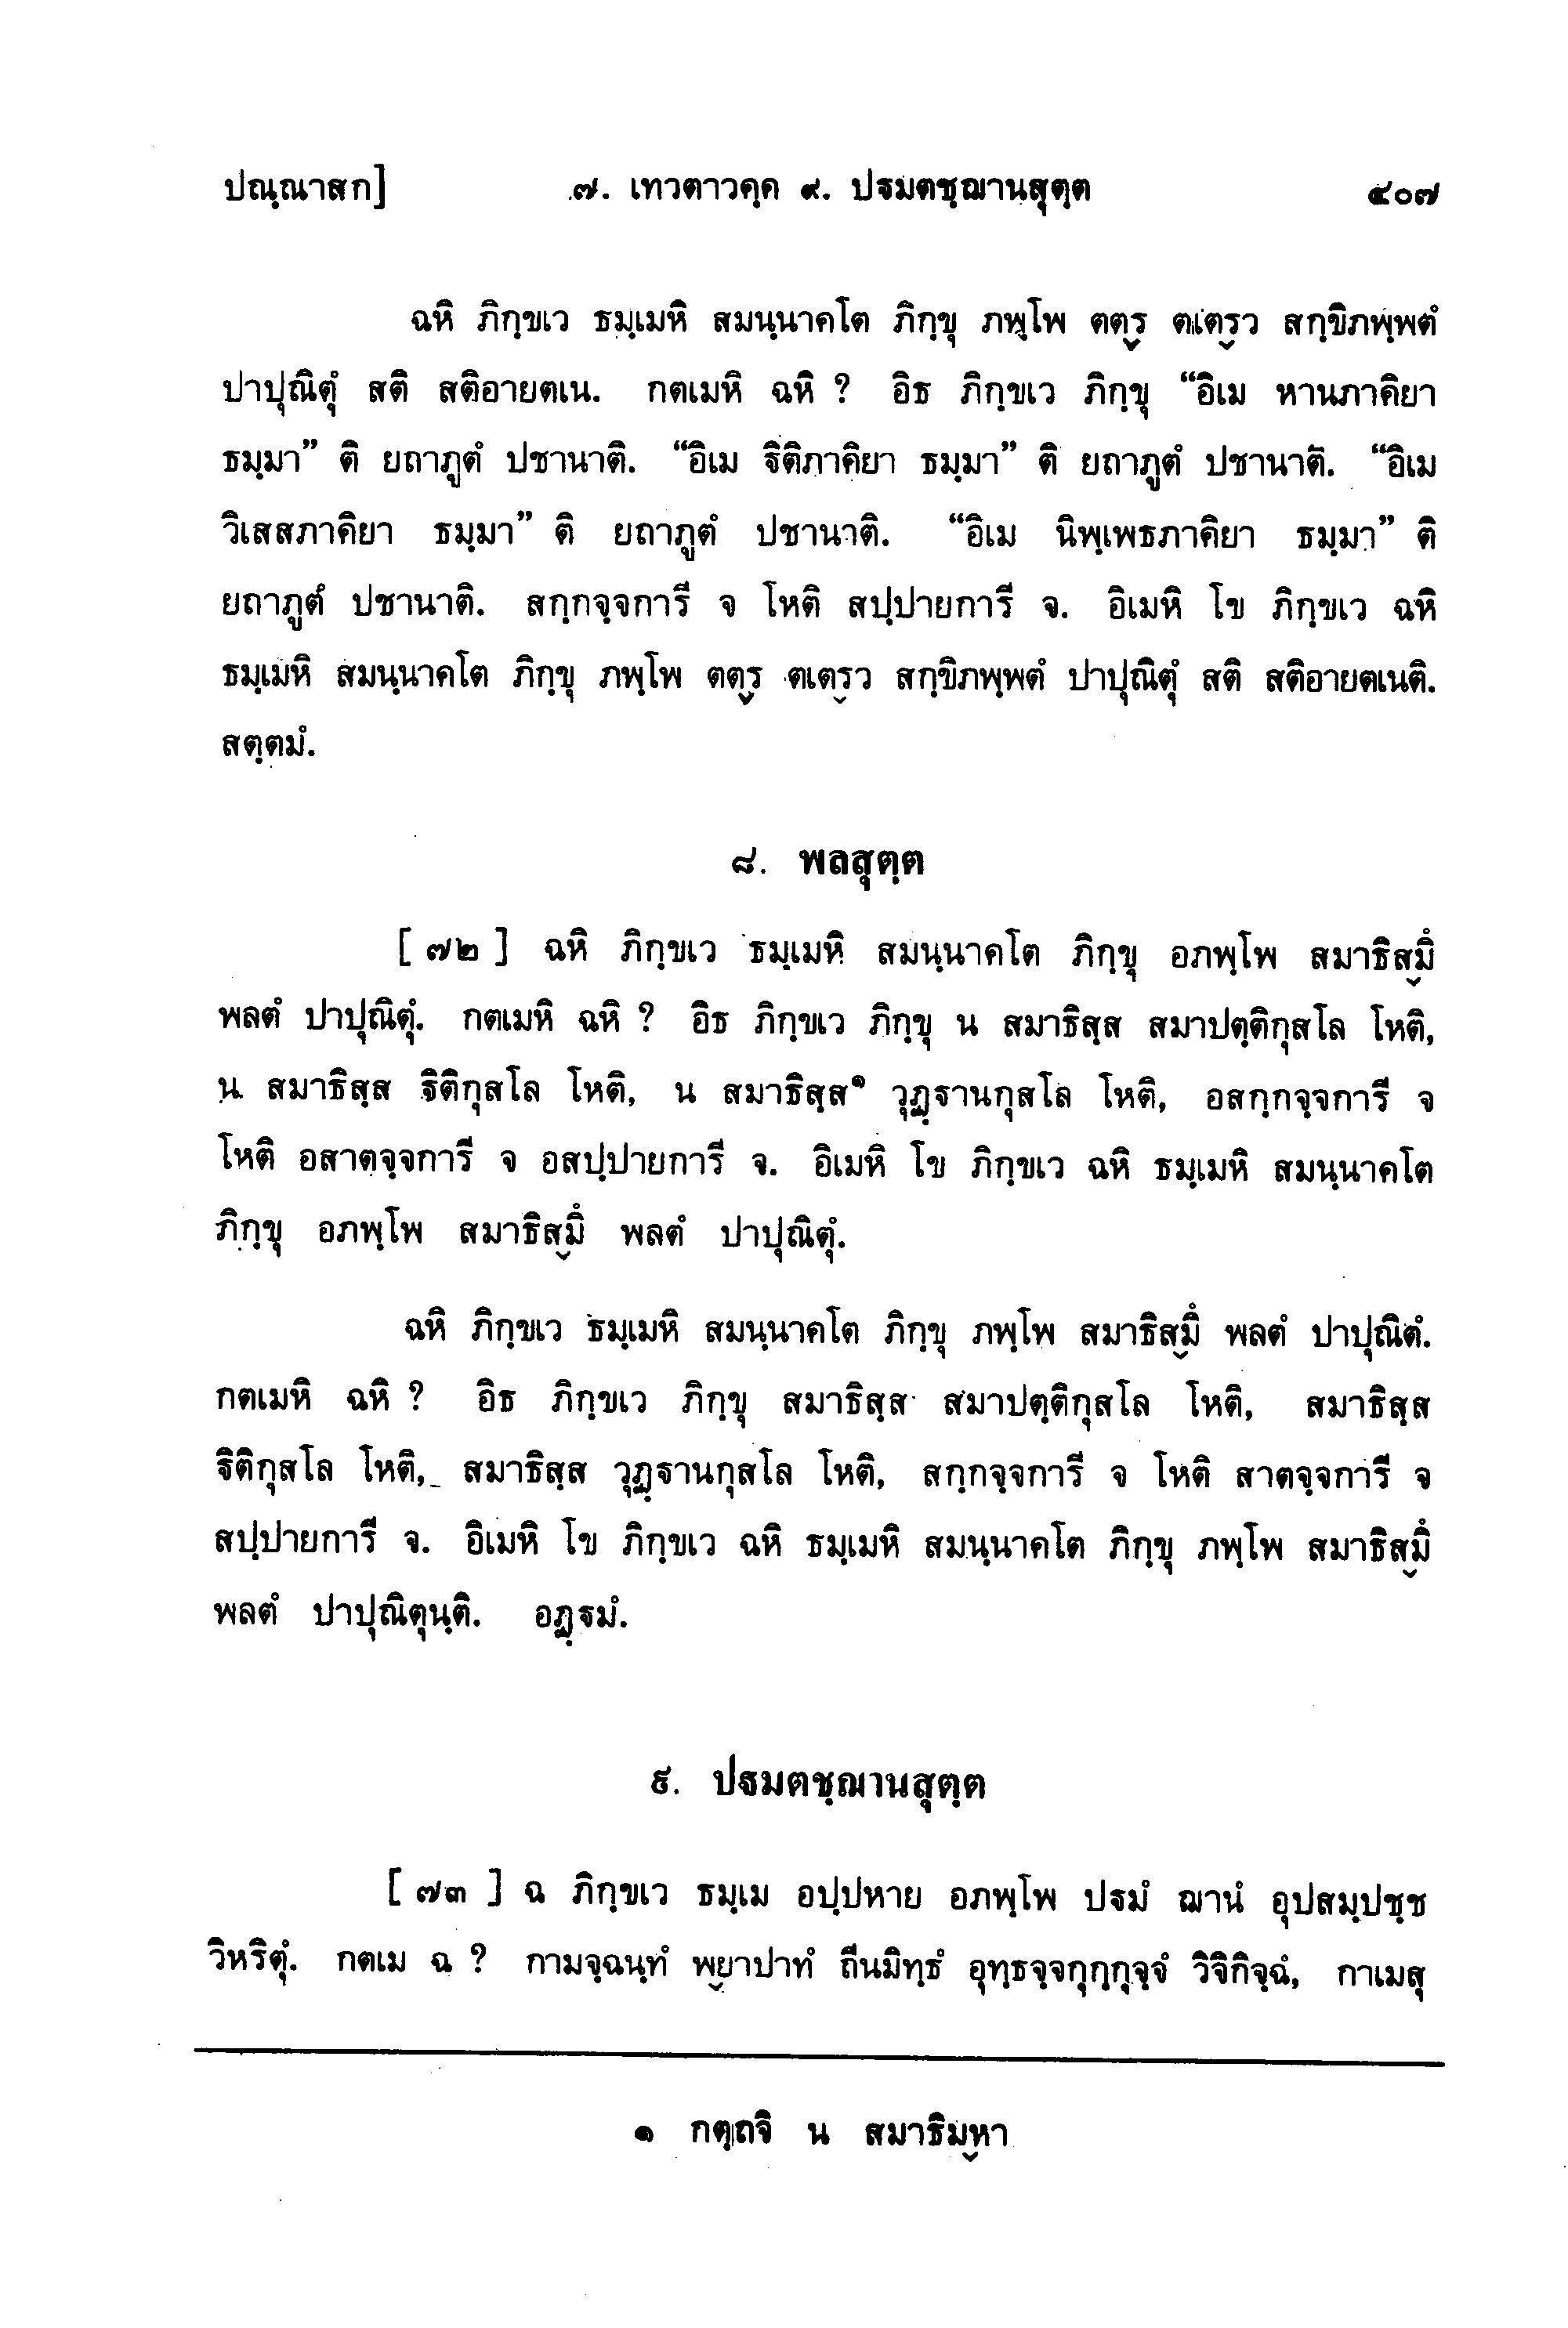 ปณฺณาสก] ๗. เทวตาวคฺค ๙. ปฐมตชฺฌานสุตฺต ๔๐๗
ฉหิ ภิกฺขเว ธมฺเมหิ สมนฺนาคโต ภิกฺขุ ภพฺโพ ตตฺร ตเตฺรว สกฺขิภพฺพตํ
ปาปุณิตุํ สติ สติอายตเน. กตเมหิ ฉหิ ? อิธ ภิกฺขเว ภิกฺขุ “อิเม หานภาคิยา
ธมฺมา” ติ ยถาภูตํ ปชานาติ. “อิเม ฐิติภาคิยา ธมฺมา” ติ ยถาภูตํ ปชานาติ. “อิเม
วิเสสภาคิยา ธมฺมา” ติ ยถาภูตํ ปชานาติ. “อิเม นิพฺเพธภาคิยา ธมฺมา” ติ
ยถาภูตํ ปชานาติ. สกฺกจฺจการี จ โหติ สปฺปายการี จ. อิเมหิ โข ภิกฺขเว ฉหิ
ธมฺเมหิ สมนฺนาคโต ภิกฺขุ ภพฺโพ ตตฺร ตเตฺรว สกฺขิภพฺพตํ ปาปุณิตุํ สติ สติอายตเนติ.
สตฺตมํ.
๘. พลสุตฺต
[ ๗๒ ] ฉหิ ภิกฺขเว ธมฺเมหิ สมนฺนาคโต ภิกฺขุ อภพฺโพ สมาธิสฺมึ
พลตํ ปาปุณิตุํ. กตเมหิ ฉหิ ? อิธ ภิกฺขเว ภิกฺขุ น สมาธิสฺส สมาปตฺติกุสโล โหติ,
น สมาธิสฺส ฐิติกุสโล โหติ, น สมาธิสฺส๑ วุฏฺฐานกุสโล โหติ, อสกฺกจฺจการี จ
โหติ อสาตจฺจการี จ อสปฺปายการี จ. อิเมหิ โข ภิกฺขเว ฉหิ ธมฺเมหิ สมนฺนาคโต
ภิกฺขุ อภพฺโพ สมาธิสฺมึ พลตํ ปาปุณิตุํ.
ฉหิ ภิกฺขเว ธมฺเมหิ สมนฺนาคโต ภิกฺขุ ภพฺโพ สมาธิสฺมึ พลตํ ปาปุณิตํ.
กตเมหิ ฉหิ ? อิธ ภิกฺขเว ภิกฺขุ สมาธิสฺส สมาปตฺติกุสโล โหติ, สมาธิสฺส
ฐิติกุสโล โหติ, สมาธิสฺส วุฏฺฐานกุสโล โหติ, สกฺกจฺจการี จ โหติ สาตจฺจการี จ
สปฺปายการี จ. อิเมหิ โข ภิกฺขเว ฉหิ ธมฺเมหิ สมนฺนาคโต ภิกฺขุ ภพฺโพ สมาธิสฺมึ
พลตํ ปาปุณิตุนฺติ. อฏฺฐมํ.
๙. ปฐมตชฺฌานสุตฺต
[ ๗๓ ] ฉ ภิกฺขเว ธมฺเม อปฺปหาย อภพฺโพ ปฐมํ ฌานํ อุปสมฺปชฺช
วิหริตุํ. กตเม ฉ ? กามจฺฉนฺทํ พฺยาปาทํ ถีนมิทฺธํ อุทฺธจฺจกุกฺกุจฺจํ วิจิกิจฺฉํ, กาเมสุ
๑ กตฺถจิ น สมาธิมฺหา